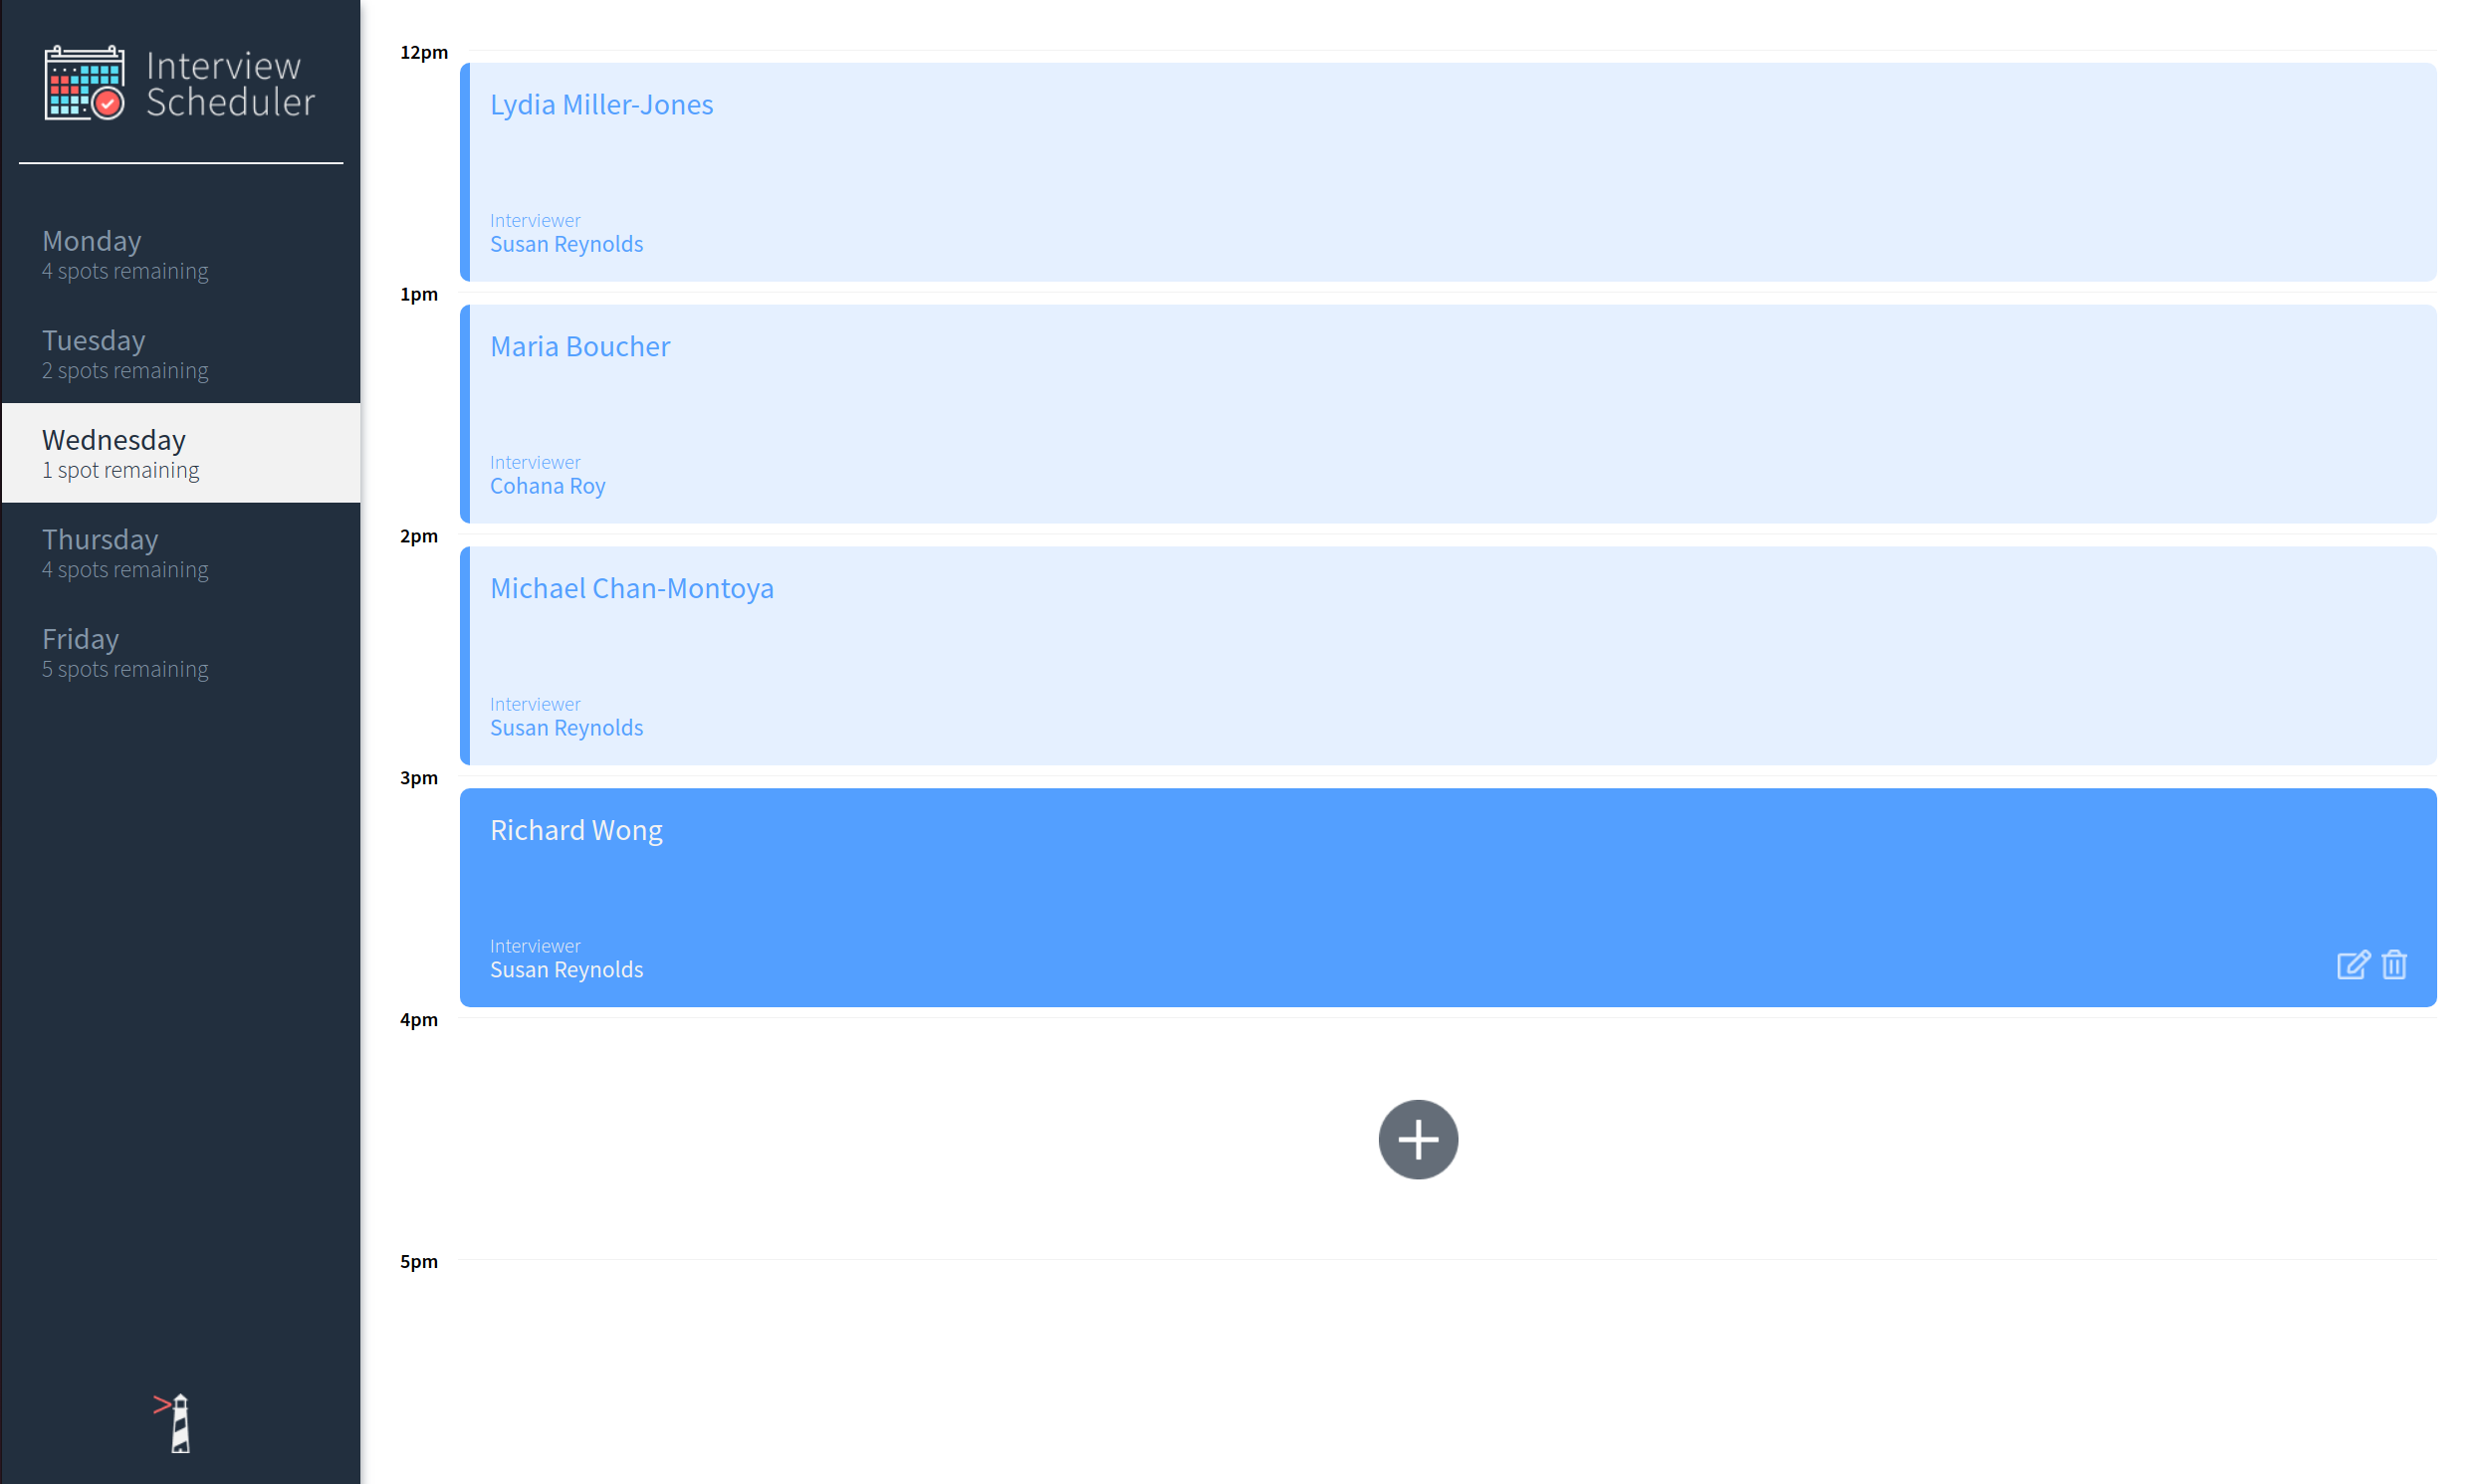 Interview
Scheduler
Monday
4 spots remaining
Tuesday
2 spots remaining
Wednesday
1 spot remaining
Thursday
4 spots remaining
Friday
5 spots remaining
12pm
Lydia Miller-Jones
Interviewer
Susan Reynolds
1pm
Maria Boucher
Interviewer
Cohana Roy
2pm
Michael Chan-Montoya
Interviewer
Susan Reynolds
3pm
Richard Wong
Interviewer
Susan Reynolds
4pm
5pm